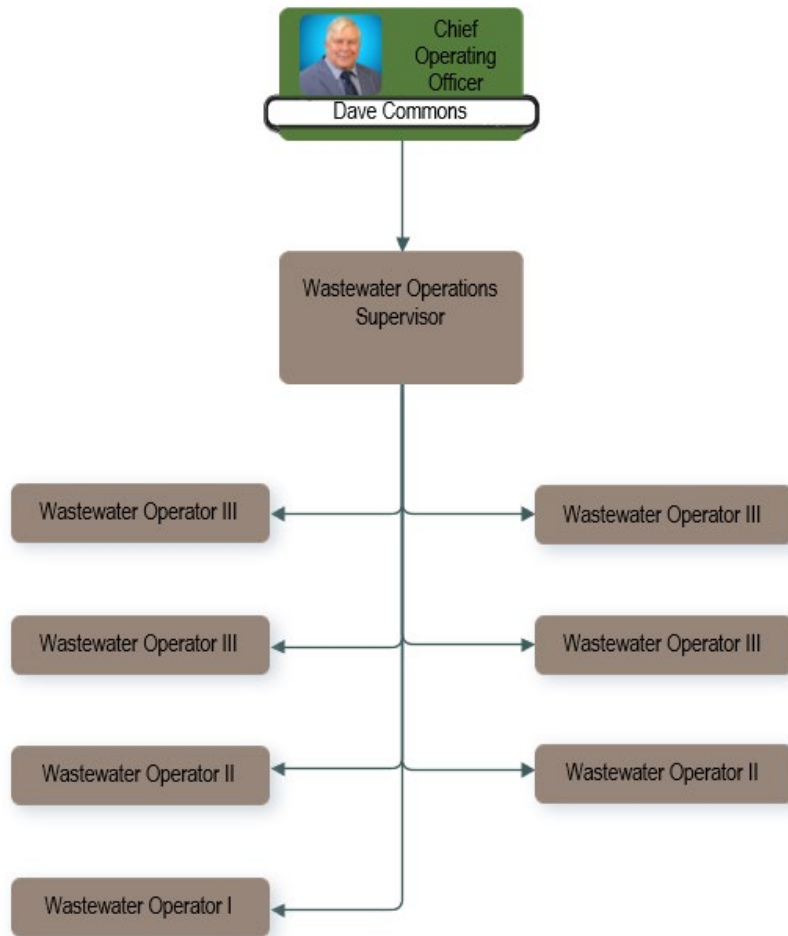 Chief
Operating
Officer
Dave Commons
Wastewater Operations
Supervisor
Wastewater Operator III
Wastewater Operator III
Wastewater Operator III
Wastewater Operator III
Wastewater Operator II
Wastewater Operator II
Wastewater Operator I